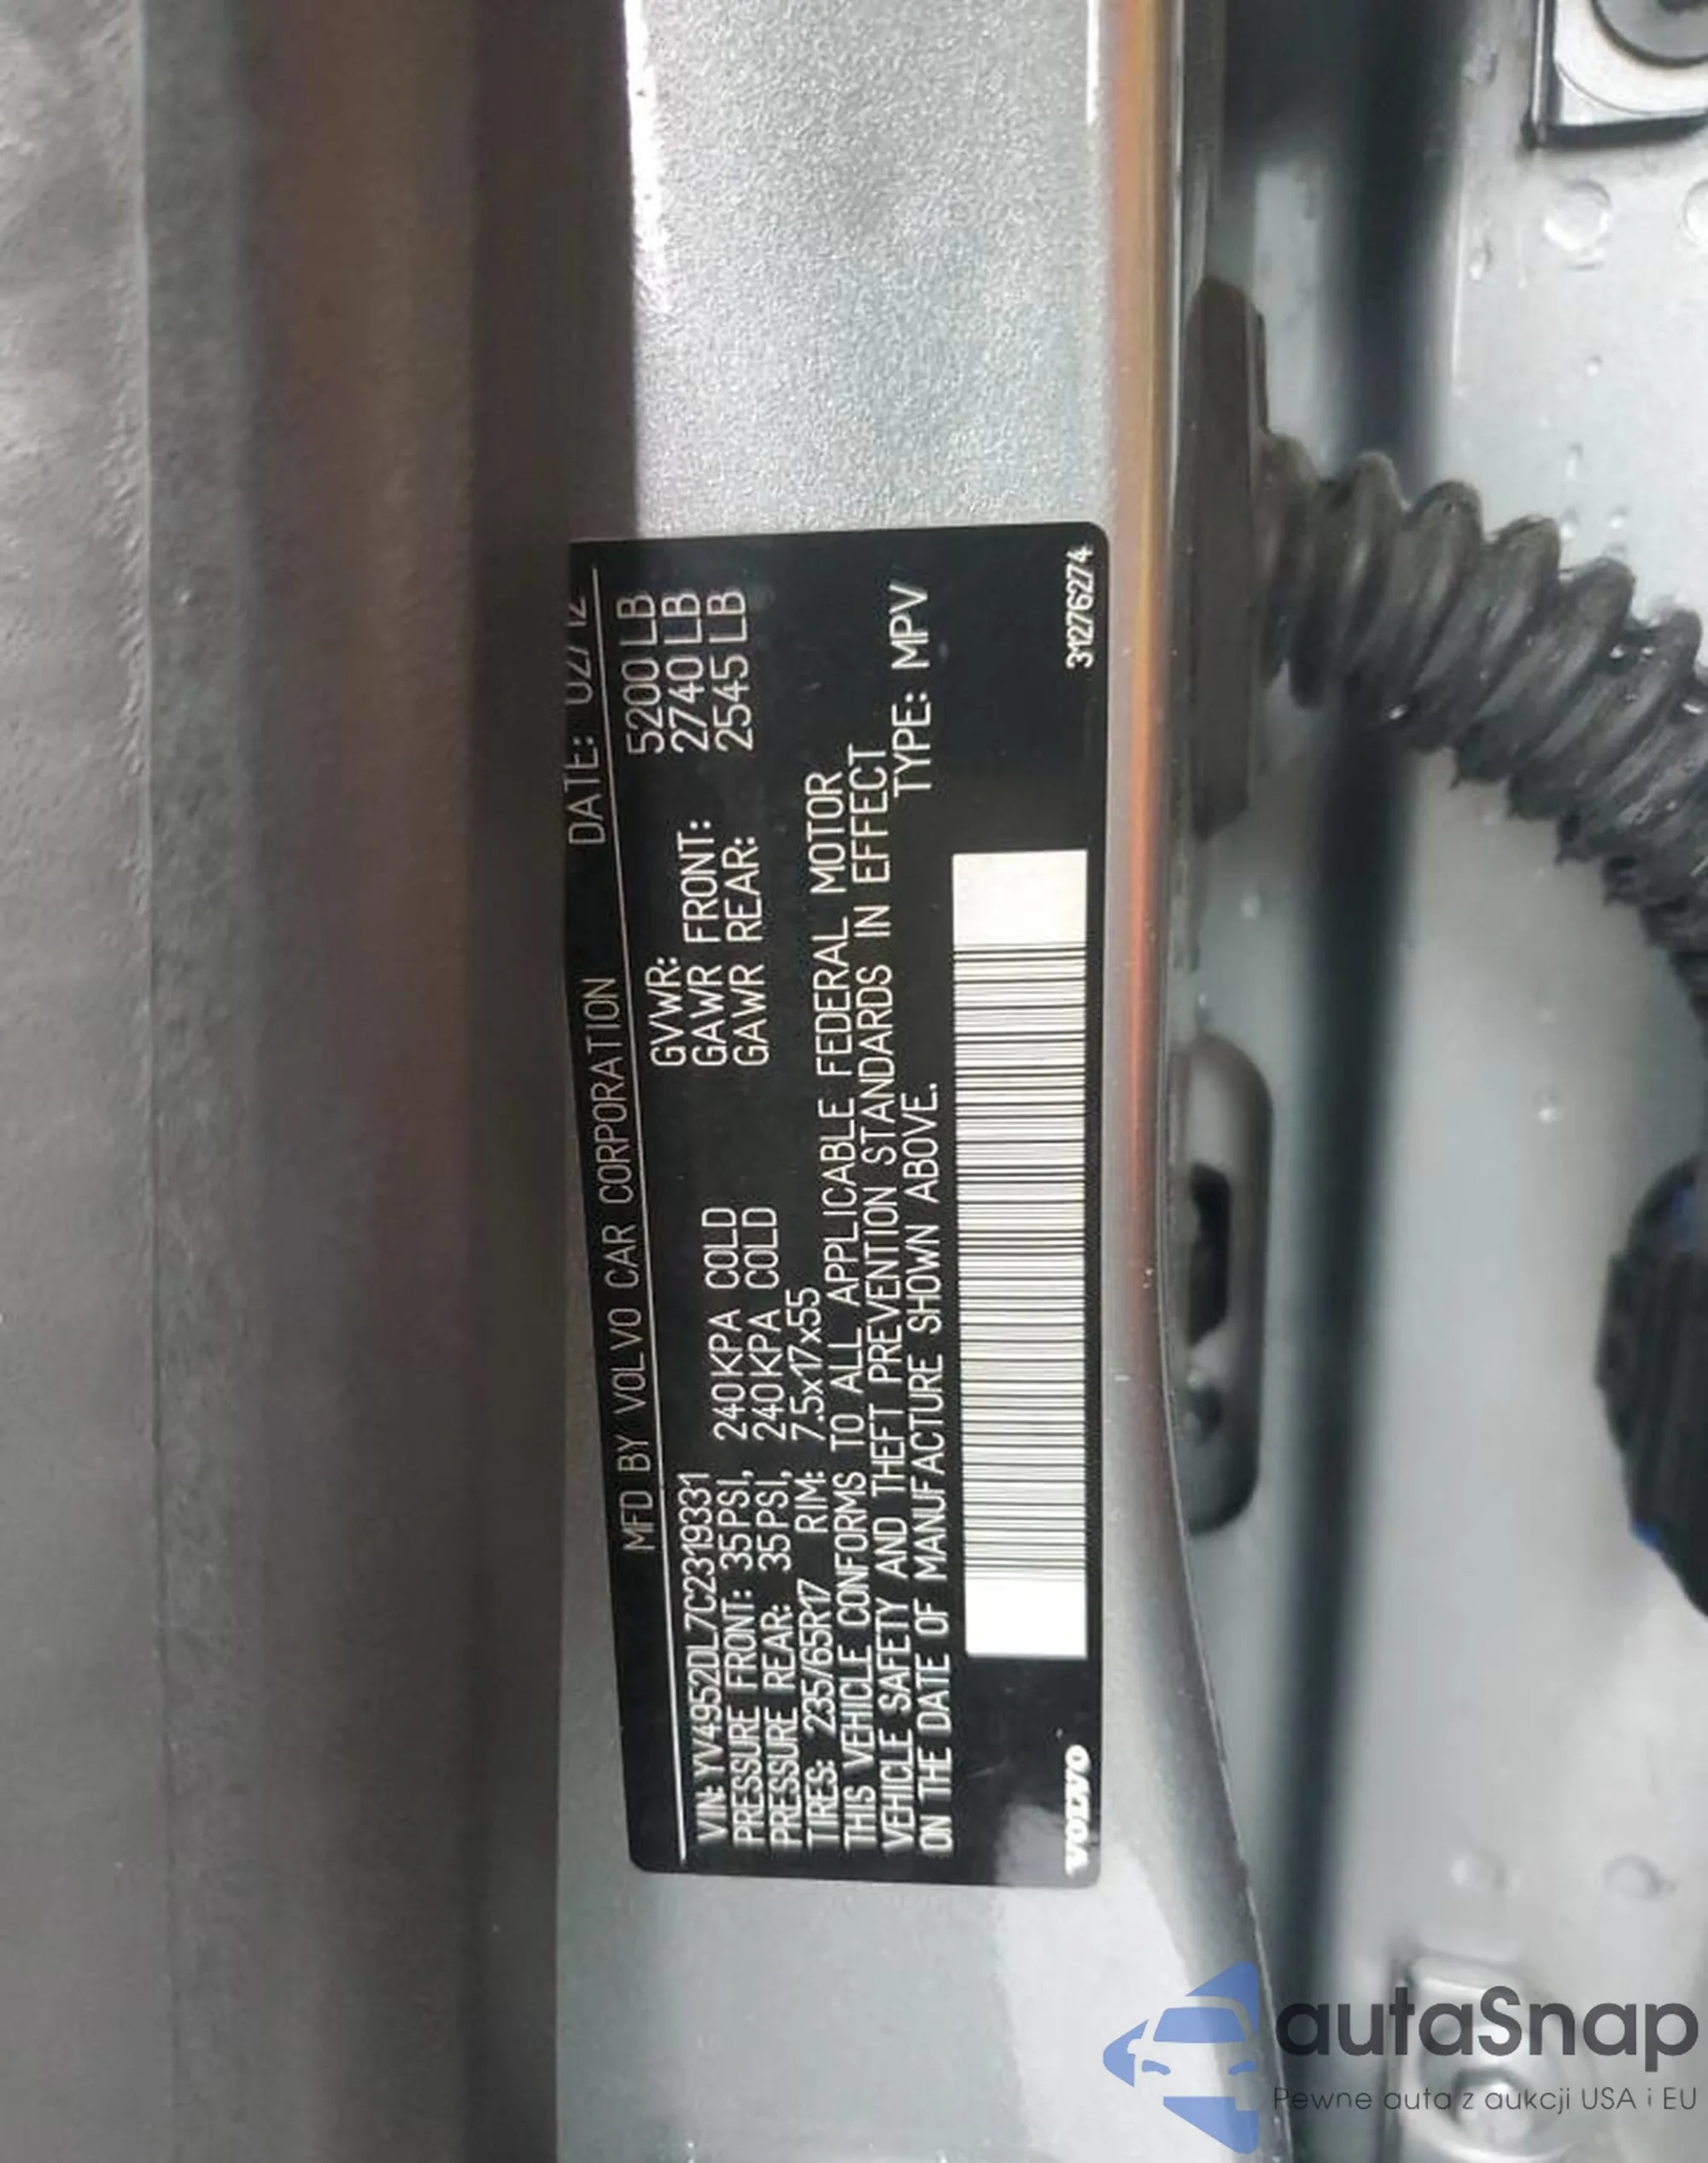 MFD BY VOLVO CAR CORPORATION DATE: 02/12
VIN: YV4952DL7C2319331 GVWR: 5200 LB
PRESSURE FRONT: 35PSI, 240KPA COLD GAWR FRONT: 2740 LB
PRESSURE REAR: 35PSI, 240KPA COLD GAWR REAR: 2545 LB
TIRES: 235/65R17 RIM: 7.5x17x55
THIS VEHICLE CONFORMS TO ALL APPLICABLE FEDERAL MOTOR
VEHICLE SAFETY AND THEFT PREVENTION STANDARDS IN EFFECT
ON THE DATE OF MANUFACTURE SHOWN ABOVE. TYPE: MPV
VOLVO 31276274
autaSnap
Pewne auta z aukcji USA i EU